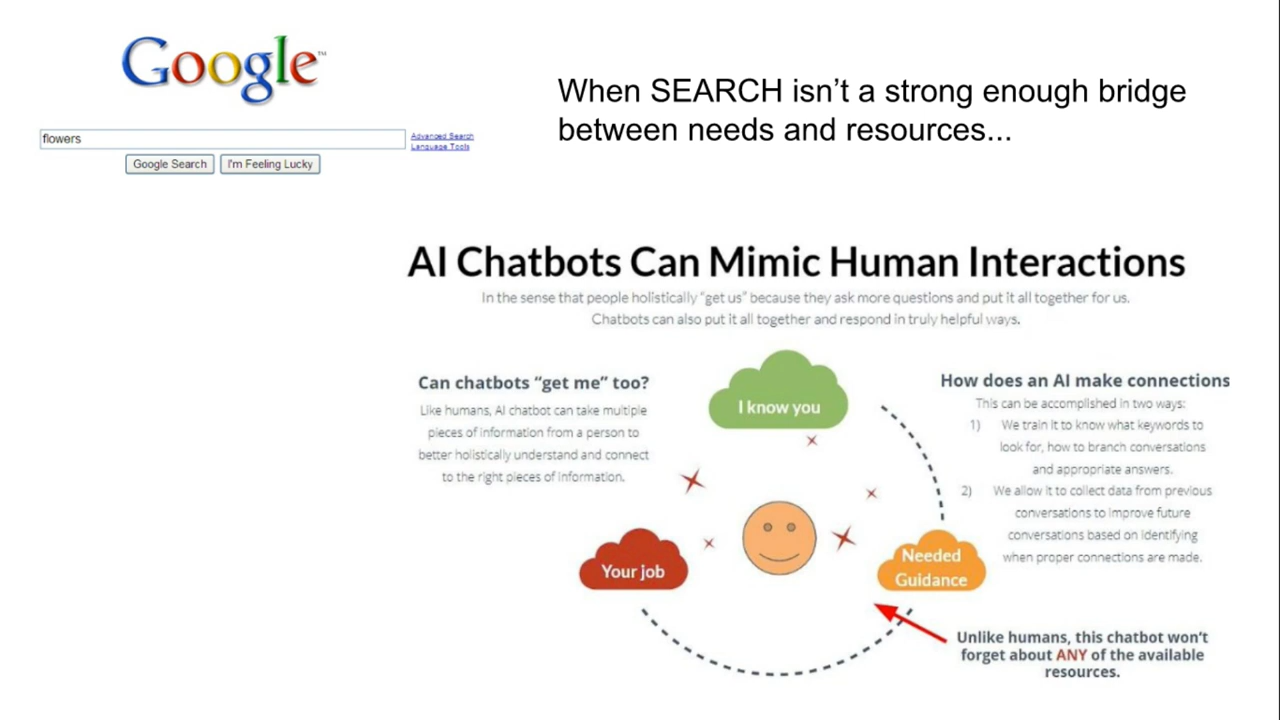 Google™
flowers
Advanced Search
Language Tools
Google Search
I'm Feeling Lucky
When SEARCH isn't a strong enough bridge
between needs and resources...
AI Chatbots Can Mimic Human Interactions
In the sense that people holistically "get us" because they ask more questions and put it all together for us.
Chatbots can also put it all together and respond in truly helpful ways.
Can chatbots "get me" too?
Like humans, AI chatbot can take multiple
pieces of information from a person to
better holistically understand and connect
to the right pieces of information.
I know you
Your job
Needed
Guidance
How does an AI make connections
This can be accomplished in two ways:
1) We train it to know what keywords to
look for, how to branch conversations
and appropriate answers.
2) We allow it to collect data from previous
conversations to improve future
conversations based on identifying
when proper connections are made.
Unlike humans, this chatbot won't
forget about ANY of the available
resources.